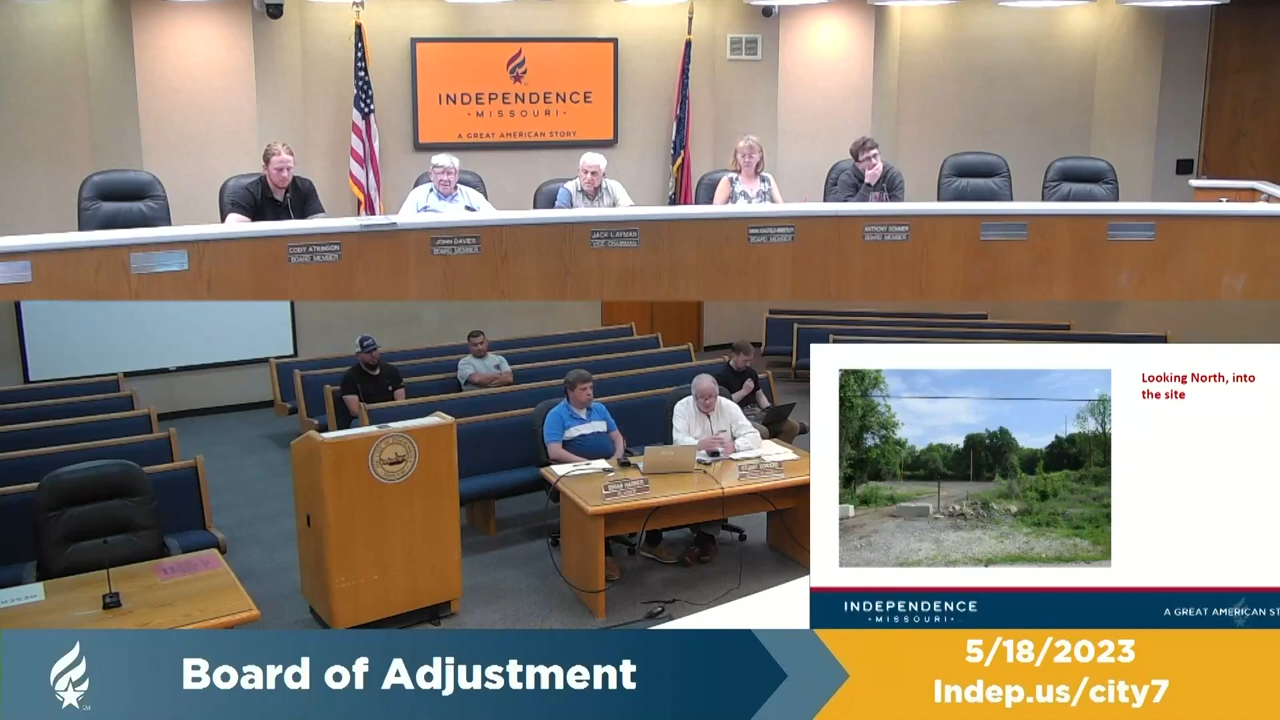 INDEPENDENCE
• MISSOURI •
A GREAT AMERICAN STORY
CODY ATKINSON
BOARD MEMBER
JOHN DAVIES
BOARD MEMBER
JACK LAYMAN
VICE CHAIRMAN
BOARD MEMBER
ANTHONY
BOARD MEMBER
Looking North, into
the site
BRIAN HARKER
INDEPENDENCE
• MISSOURI •
A GREAT AMERICAN ST
Board of Adjustment
5/18/2023
Indep.us/city7